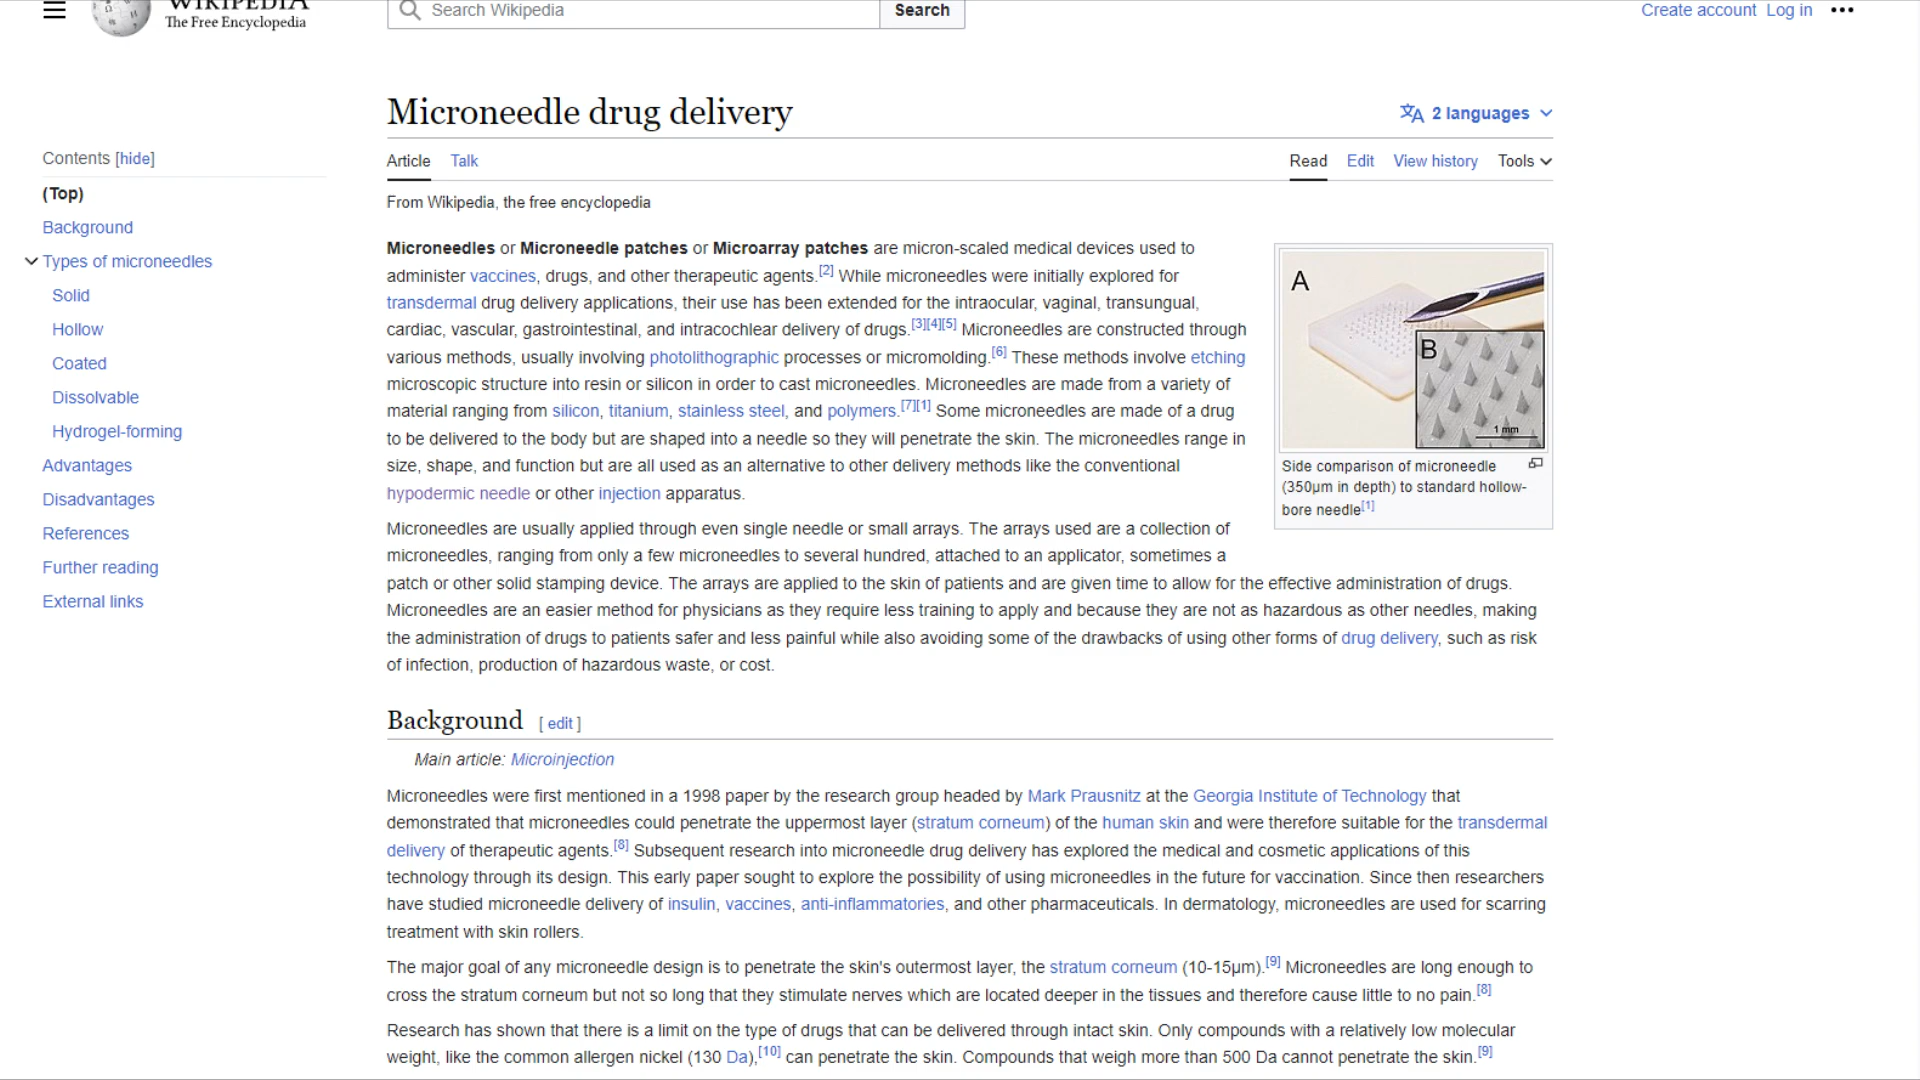 WIKIPEDIA
The Free Encyclopedia
Search Wikipedia
Search
Create account Log in
Microneedle drug delivery
2 languages
Contents [hide]
(Top)
Background
Types of microneedles
Solid
Hollow
Coated
Dissolvable
Hydrogel-forming
Advantages
Disadvantages
References
Further reading
External links
Article Talk
Read Edit View history Tools
From Wikipedia, the free encyclopedia
Microneedles or Microneedle patches or Microarray patches are micron-scaled medical devices used to
administer vaccines, drugs, and other therapeutic agents.[2] While microneedles were initially explored for
transdermal drug delivery applications, their use has been extended for the intraocular, vaginal, transungual,
cardiac, vascular, gastrointestinal, and intracochlear delivery of drugs.[3][4][5] Microneedles are constructed through
various methods, usually involving photolithographic processes or micromolding.[6] These methods involve etching
microscopic structure into resin or silicon in order to cast microneedles. Microneedles are made from a variety of
material ranging from silicon, titanium, stainless steel, and polymers.[7][1] Some microneedles are made of a drug
to be delivered to the body but are shaped into a needle so they will penetrate the skin. The microneedles range in
size, shape, and function but are all used as an alternative to other delivery methods like the conventional
hypodermic needle or other injection apparatus.
A
B
1 mm
Side comparison of microneedle
(350μm in depth) to standard hollow-
bore needle[1]
Microneedles are usually applied through even single needle or small arrays. The arrays used are a collection of
microneedles, ranging from only a few microneedles to several hundred, attached to an applicator, sometimes a
patch or other solid stamping device. The arrays are applied to the skin of patients and are given time to allow for the effective administration of drugs.
Microneedles are an easier method for physicians as they require less training to apply and because they are not as hazardous as other needles, making
the administration of drugs to patients safer and less painful while also avoiding some of the drawbacks of using other forms of drug delivery, such as risk
of infection, production of hazardous waste, or cost.
Background [ edit ]
Main article: Microinjection
Microneedles were first mentioned in a 1998 paper by the research group headed by Mark Prausnitz at the Georgia Institute of Technology that
demonstrated that microneedles could penetrate the uppermost layer (stratum corneum) of the human skin and were therefore suitable for the transdermal
delivery of therapeutic agents.[8] Subsequent research into microneedle drug delivery has explored the medical and cosmetic applications of this
technology through its design. This early paper sought to explore the possibility of using microneedles in the future for vaccination. Since then researchers
have studied microneedle delivery of insulin, vaccines, anti-inflammatories, and other pharmaceuticals. In dermatology, microneedles are used for scarring
treatment with skin rollers.
The major goal of any microneedle design is to penetrate the skin's outermost layer, the stratum corneum (10-15μm).[9] Microneedles are long enough to
cross the stratum corneum but not so long that they stimulate nerves which are located deeper in the tissues and therefore cause little to no pain.[8]
Research has shown that there is a limit on the type of drugs that can be delivered through intact skin. Only compounds with a relatively low molecular
weight, like the common allergen nickel (130 Da),[10] can penetrate the skin. Compounds that weigh more than 500 Da cannot penetrate the skin.[9]